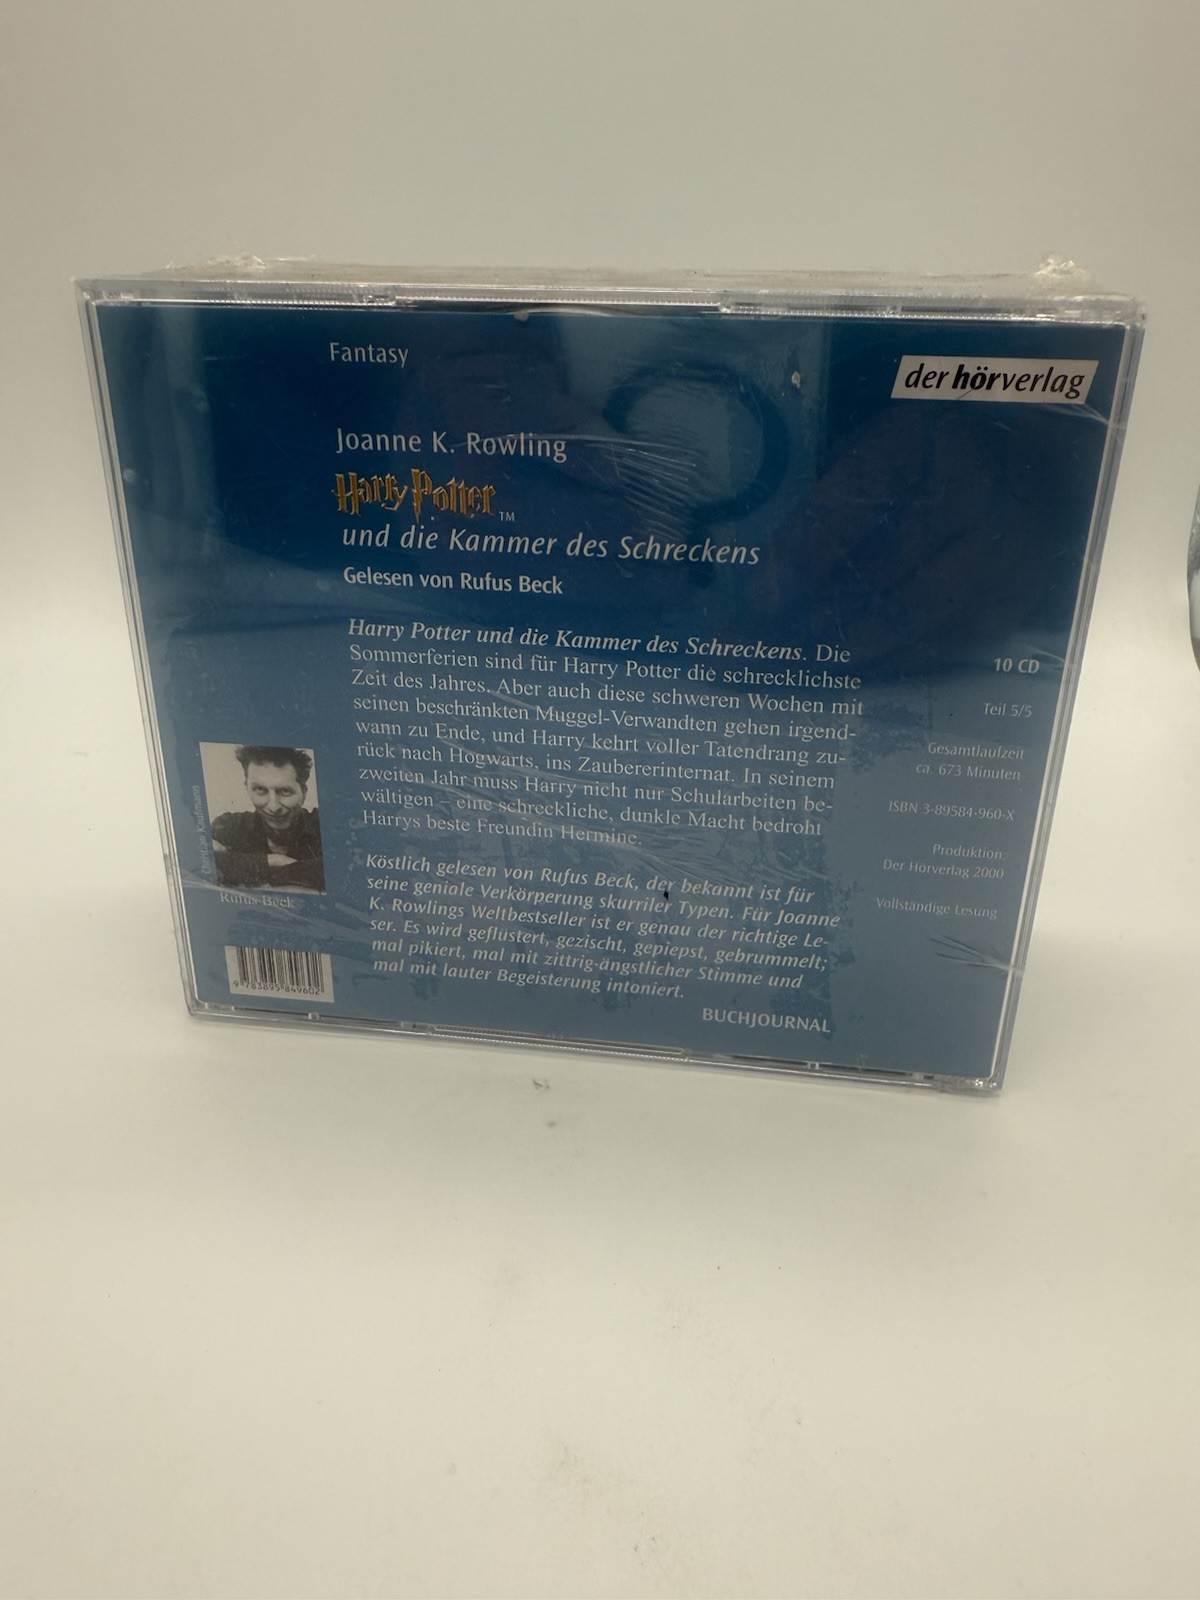 Fantasy
der hörverlag
Joanne K. Rowling
Harry Potter TM
und die Kammer des Schreckens
Gelesen von Rufus Beck
Harry Potter und die Kammer des Schreckens. Die
Sommerferien sind für Harry Potter die schrecklichste
Zeit des Jahres. Aber auch diese schweren Wochen mit
seinen beschränkten Muggel-Verwandten gehen irgend-
wann zu Ende, und Harry kehrt voller Tatendrang zu-
rück nach Hogwarts, ins Zaubererinternat. In seinem
zweiten Jahr muss Harry nicht nur Schularbeiten be-
wältigen – eine schreckliche, dunkle Macht bedroht
Harrys beste Freundin Hermine.
Köstlich gelesen von Rufus Beck, der bekannt ist für
seine geniale Verkörperung skurriler Typen. Für Joanne
K. Rowlings Weltbestseller ist er genau der richtige Le-
ser. Es wird geflüstert, gezischt, gepiepst, gebrummelt;
mal pikiert, mal mit zittrig-ängstlicher Stimme und
mal mit lauter Begeisterung intoniert.
BUCHJOURNAL
10 CD
Teil 5/5
Gesamtlaufzeit
ca. 673 Minuten
ISBN 3-89584-960-X
Produktion:
Der Hörverlag 2000
Vollständige Lesung
Christian Kaufmann
Rufus Beck
9 783895 849602